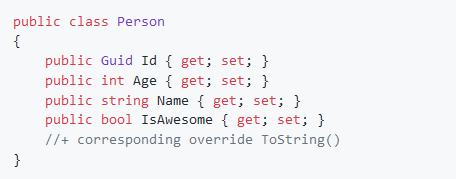 public class Person
{
    public Guid Id { get; set; }
    public int Age { get; set; }
    public string Name { get; set; }
    public bool IsAwesome { get; set; }
    //+ corresponding override ToString()
}